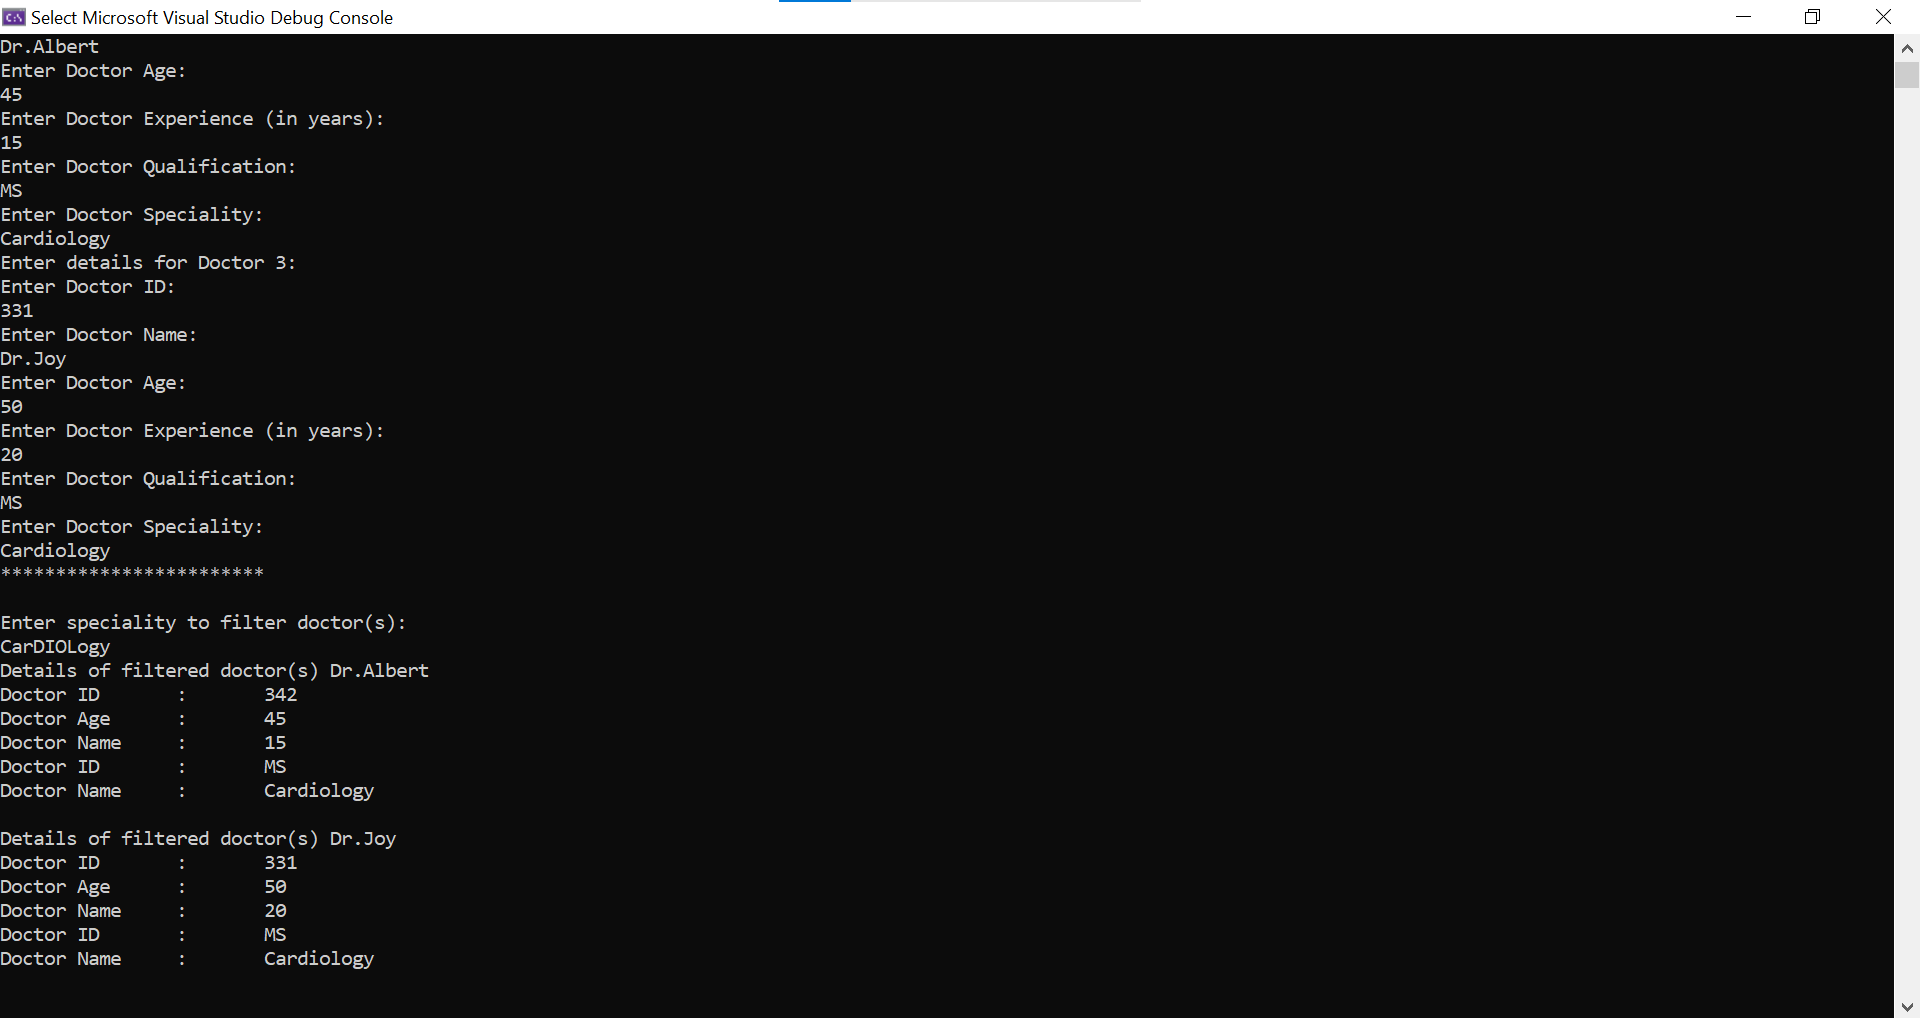 Select Microsoft Visual Studio Debug Console
Dr.Albert
Enter Doctor Age:
45
Enter Doctor Experience (in years):
15
Enter Doctor Qualification:
MS
Enter Doctor Speciality:
Cardiology
Enter details for Doctor 3:
Enter Doctor ID:
331
Enter Doctor Name:
Dr.Joy
Enter Doctor Age:
50
Enter Doctor Experience (in years):
20
Enter Doctor Qualification:
MS
Enter Doctor Speciality:
Cardiology
************************
Enter speciality to filter doctor(s):
CarDIOLogy
Details of filtered doctor(s) Dr.Albert
Doctor ID : 342
Doctor Age : 45
Doctor Name : 15
Doctor ID : MS
Doctor Name : Cardiology
Details of filtered doctor(s) Dr.Joy
Doctor ID : 331
Doctor Age : 50
Doctor Name : 20
Doctor ID : MS
Doctor Name : Cardiology